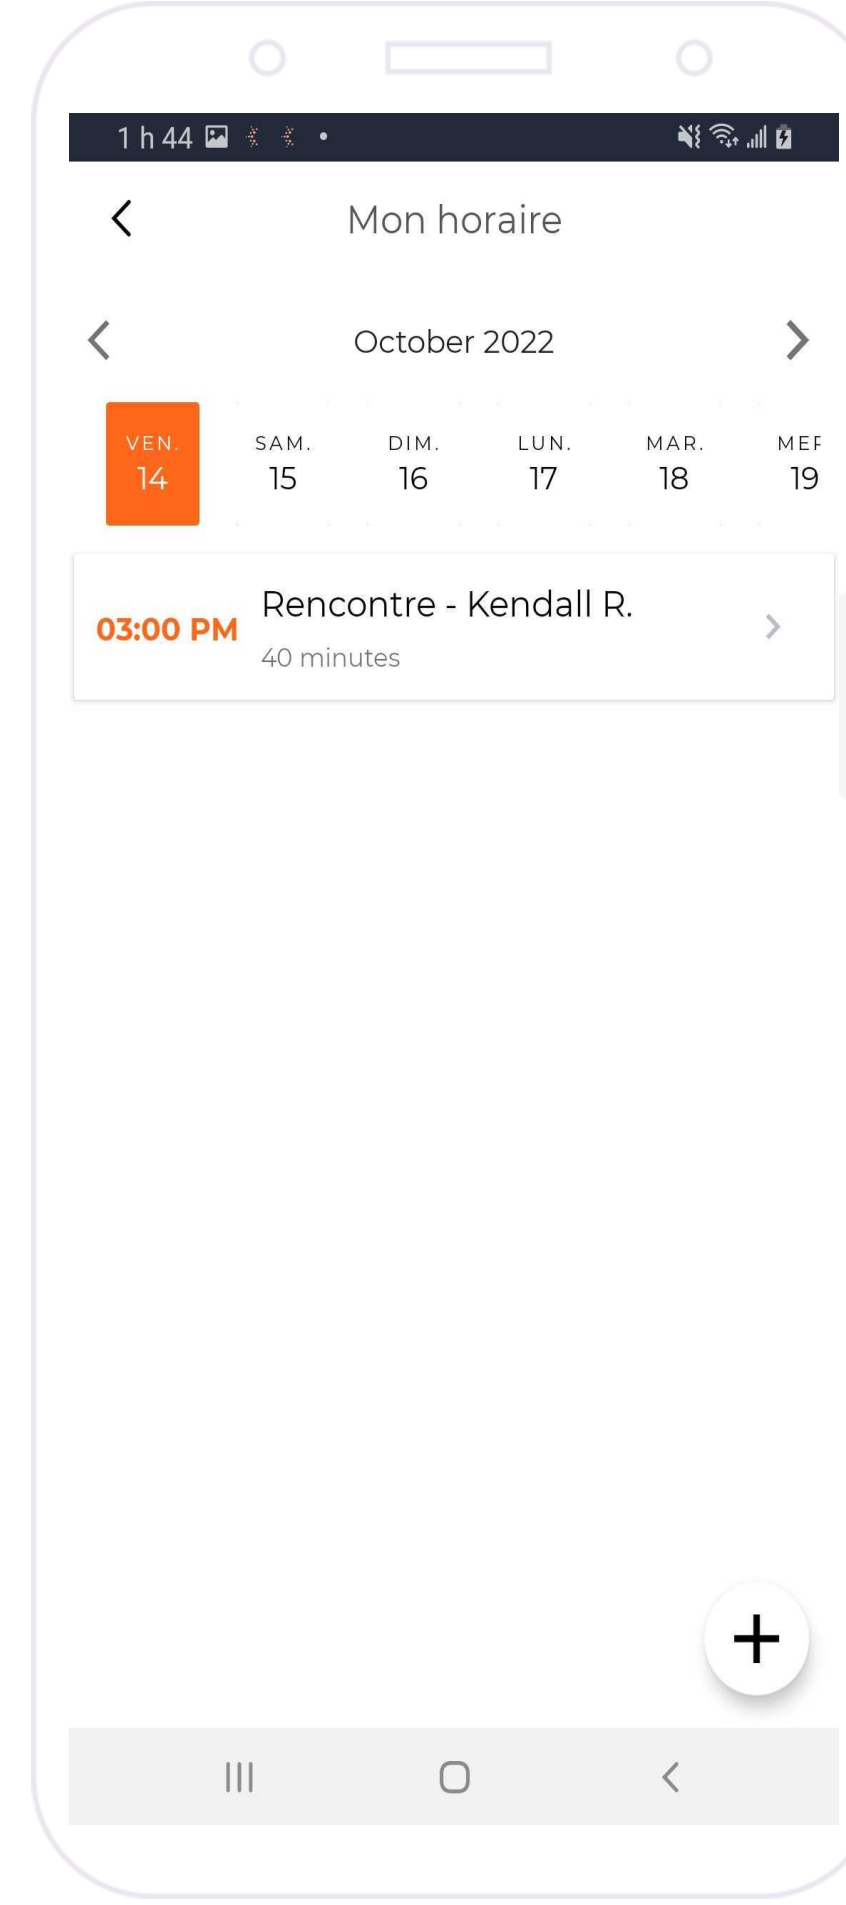 1 h 44
Mon horaire
October 2022
VEN. SAM. DIM. LUN. MAR.
14 15 16 17 18 19
Rencontre - Kendall R.
03:00 PM
40 minutes